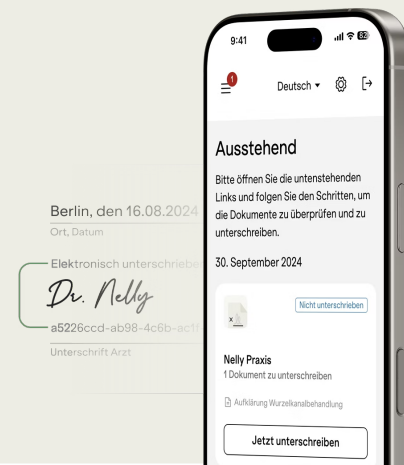 Berlin, den 16.08.2024
Ort, Datum
Elektronisch unterschrieben
Dr. Nelly
a5226ccd-ab98-4c6b-ac1f-
Unterschrift Arzt
9:41
1
Deutsch
Ausstehend
Bitte öffnen Sie die untenstehenden
Links und folgen Sie den Schritten, um
die Dokumente zu überprüfen und zu
unterschreiben.
30. September 2024
Nicht unterschrieben
x
Nelly Praxis
1 Dokument zu unterschreiben
Aufklärung Wurzelkanalbehandlung
Jetzt unterschreiben